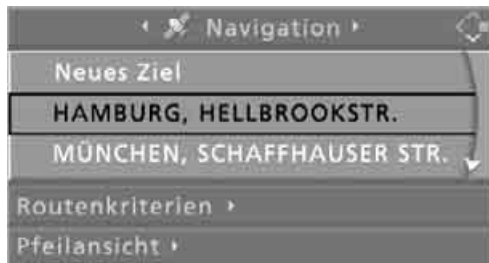 Navigation
Neues Ziel
HAMBURG, HELLBROOKSTR.
MÜNCHEN, SCHAFFHAUSER STR.
Routenkriterien
Pfeilansicht